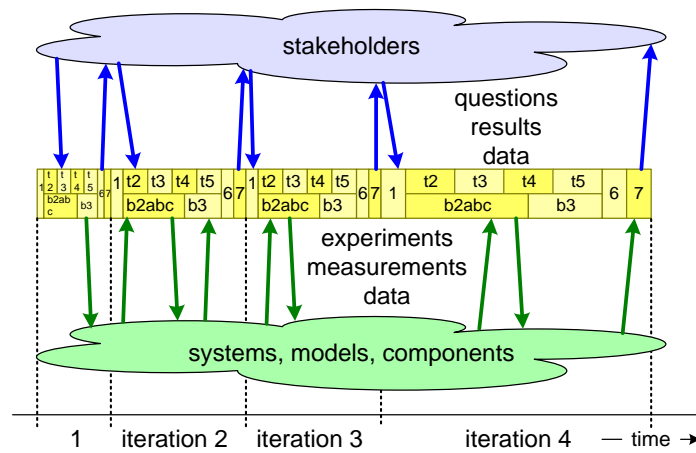 stakeholders
questions
results
data
1 t2 t3 t4 t5 6 7 1 t2 t3 t4 t5 6 7 1 t2 t3 t4 t5 6 7 1 t2 t3 t4 t5 6 7
b2abc b3 b2abc b3 b2abc b3 b2abc b3
experiments
measurements
data
systems, models, components
1 iteration 2 iteration 3 iteration 4 time